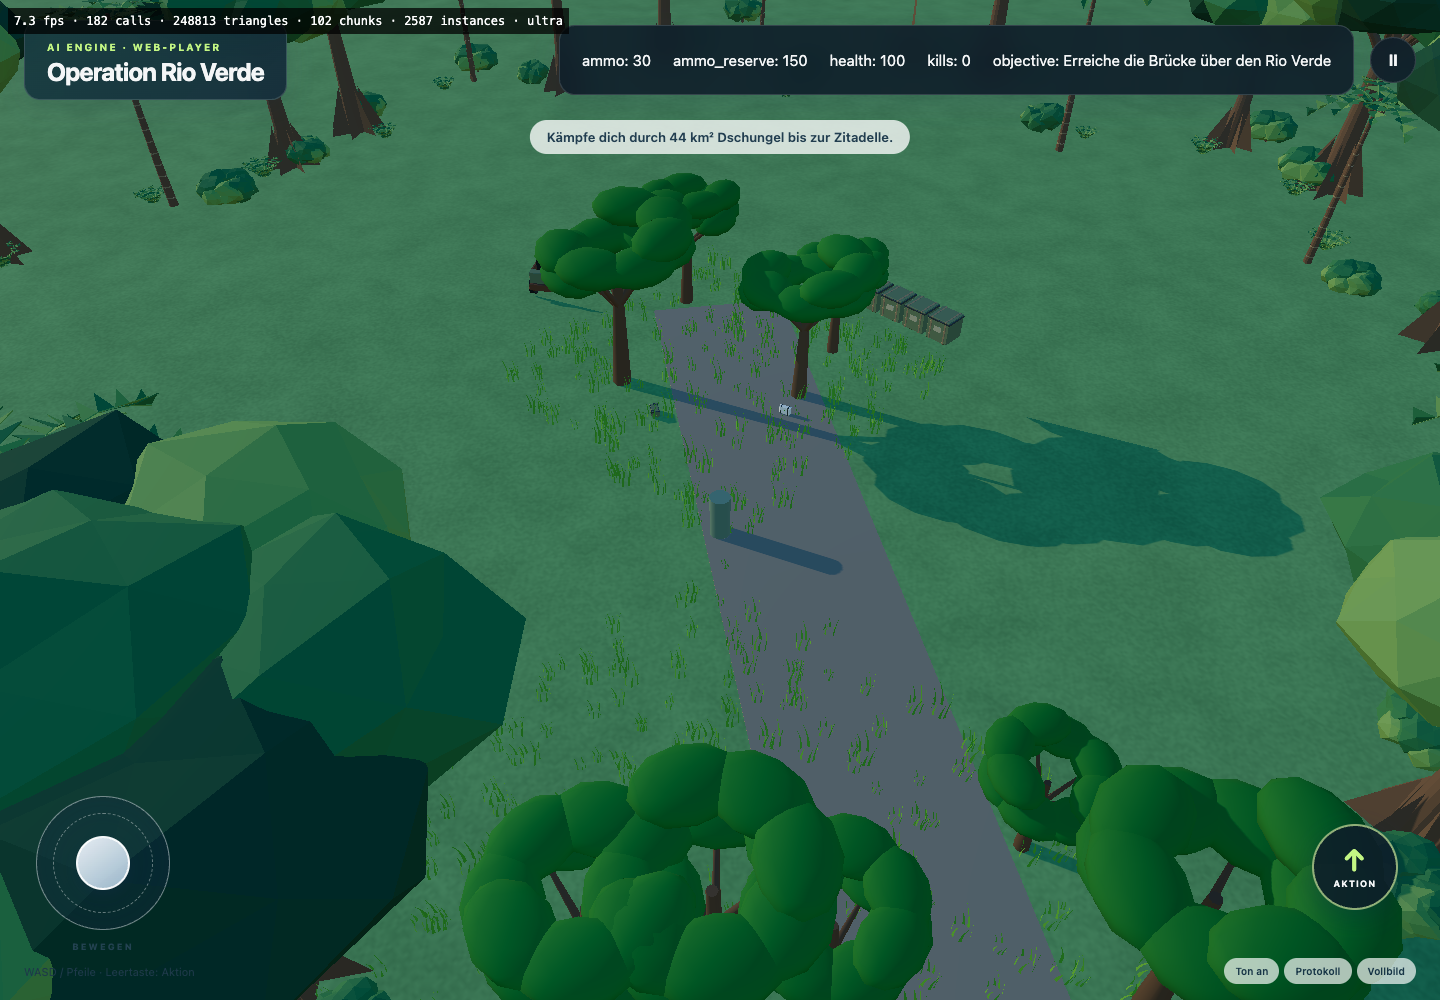 7.3 fps · 182 calls · 248813 triangles · 102 chunks · 2587 instances · ultra
AI ENGINE · WEB-PLAYER
Operation Rio Verde
ammo: 30 ammo_reserve: 150 health: 100 kills: 0 objective: Erreiche die Brücke über den Rio Verde
Kämpfe dich durch 44 km² Dschungel bis zur Zitadelle.
AKTION
BEWEGEN
WASD / Pfeile · Leertaste: Aktion
Ton an Protokoll Vollbild